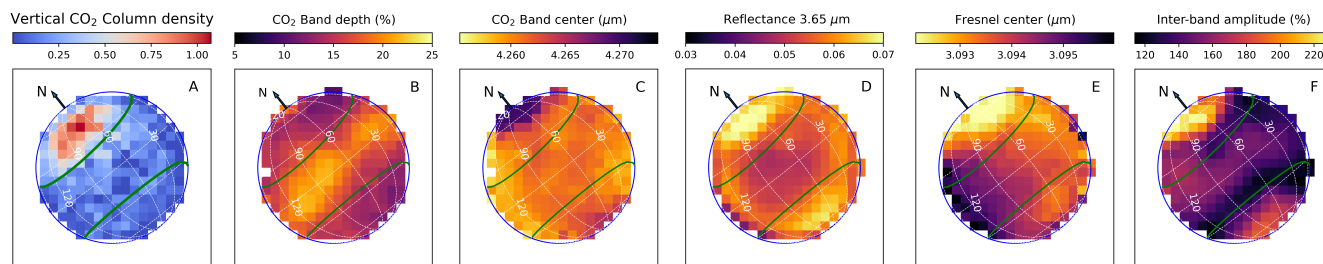 Vertical CO₂ Column density
0.25 0.50 0.75 1.00
A
N
30
60
90
120
CO₂ Band depth (%)
5 10 15 20 25
B
N
30
60
90
120
CO₂ Band center (μm)
4.260 4.265 4.270
C
N
30
60
90
120
Reflectance 3.65 μm
0.03 0.04 0.05 0.06 0.07
D
N
30
60
90
120
Fresnel center (μm)
3.093 3.094 3.095
E
N
30
60
90
120
Inter-band amplitude (%)
120 140 160 180 200 220
F
N
30
60
90
120